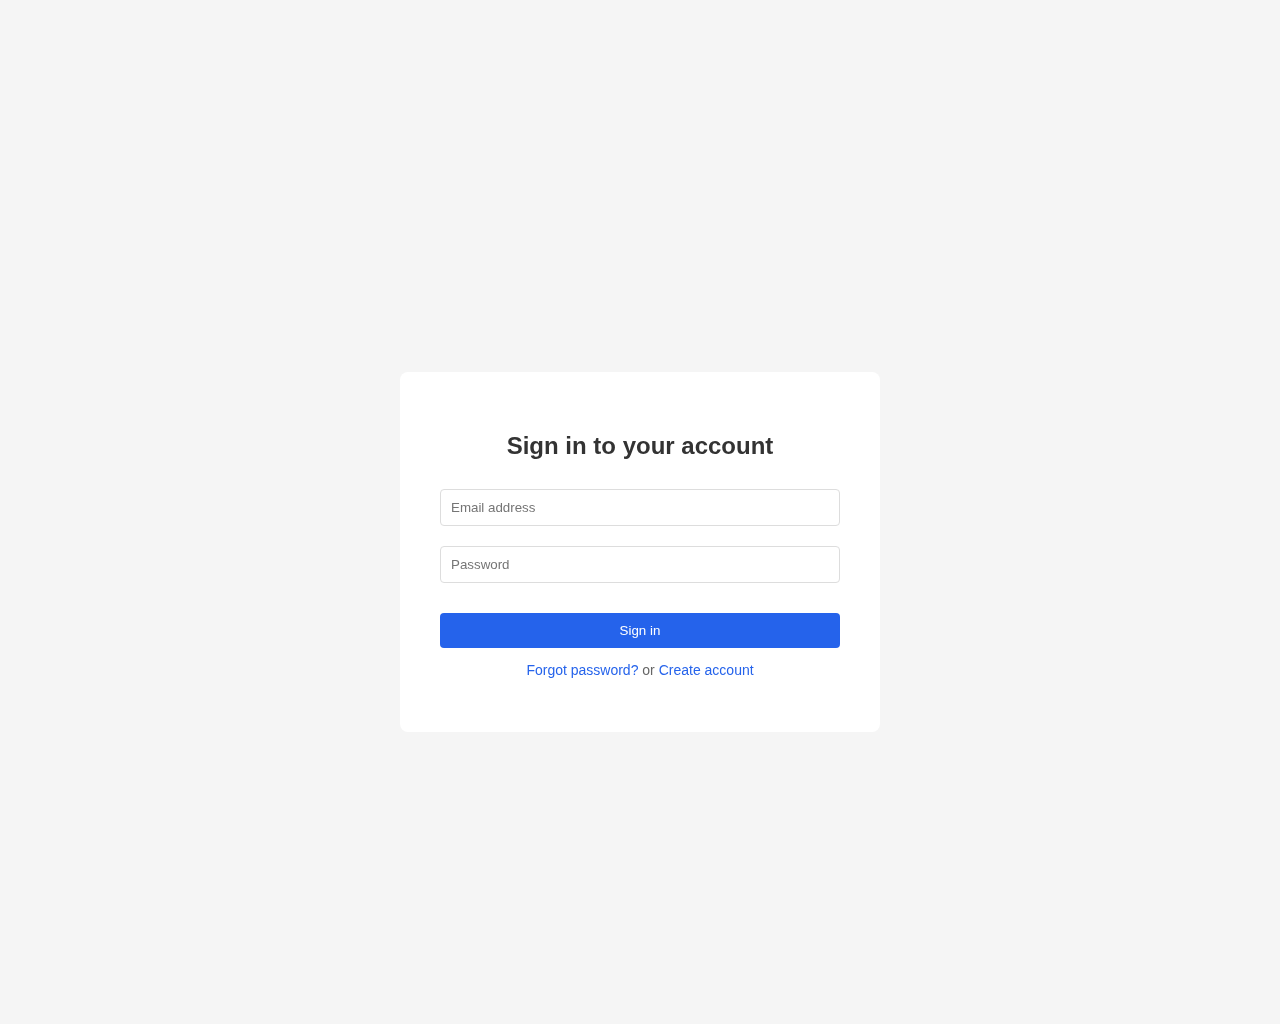 Sign in to your account
Email address
Password
Sign in
Forgot password? or Create account